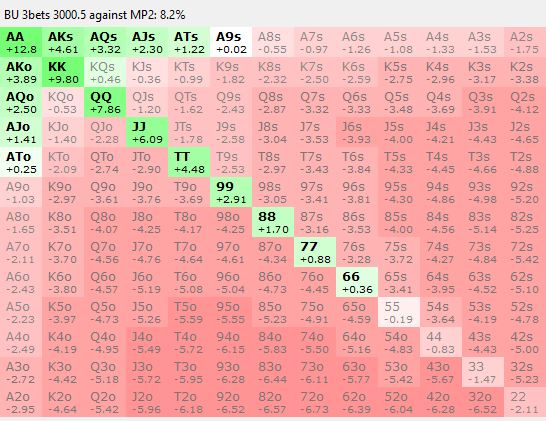 BU 3bets 3000.5 against MP2: 8.2%
AA AKs AQs AJs ATs A9s A8s A7s A6s A5s A4s A3s A2s
+12.8 +4.61 +3.32 +2.30 +1.22 +0.02 -0.55 -0.97 -1.26 -1.08 -1.33 -1.53 -1.75
AKo KK KQs KJs KTs K9s K8s K7s K6s K5s K4s K3s K2s
+3.89 +9.80 +0.46 -0.36 -0.99 -1.82 -2.32 -2.50 -2.59 -2.75 -2.96 -3.17 -3.38
AQo KQo QQ QJs QTs Q9s Q8s Q7s Q6s Q5s Q4s Q3s Q2s
+2.50 -0.53 +7.86 -1.20 -1.62 -2.43 -2.87 -3.32 -3.33 -3.48 -3.69 -3.91 -4.12
AJo KJo QJo JJ JTs J9s J8s J7s J6s J5s J4s J3s J2s
+1.41 -1.40 -2.28 +6.09 -1.78 -2.58 -3.04 -3.53 -3.93 -4.00 -4.21 -4.43 -4.65
ATo KTo QTo JTo TT T9s T8s T7s T6s T5s T4s T3s T2s
+0.25 -2.09 -2.74 -2.90 +4.48 -2.53 -2.97 -3.43 -3.84 -4.33 -4.45 -4.66 -4.88
A9o K9o Q9o J9o T9o 99 98s 97s 96s 95s 94s 93s 92s
-1.03 -2.97 -3.61 -3.76 -3.69 +2.91 -3.05 -3.41 -3.81 -4.30 -4.86 -4.98 -5.20
A8o K8o Q8o J8o T8o 98o 88 87s 86s 85s 84s 83s 82s
-1.65 -3.51 -4.07 -4.25 -4.17 -4.25 +1.70 -3.16 -3.53 -4.00 -4.56 -5.14 -5.25
A7o K7o Q7o J7o T7o 97o 87o 77 76s 75s 74s 73s 72s
-2.11 -3.70 -4.56 -4.76 -4.64 -4.61 -4.34 +0.88 -3.28 -3.72 -4.27 -4.84 -5.42
A6o K6o Q6o J6o T6o 96o 86o 76o 66 65s 64s 63s 62s
-2.43 -3.80 -4.57 -5.19 -5.08 -5.04 -4.73 -4.45 +0.36 -3.41 -3.95 -4.52 -5.10
A5o K5o Q5o J5o T5o 95o 85o 75o 65o 55 54s 53s 52s
-2.23 -3.97 -4.73 -5.26 -5.59 -5.55 -5.23 -4.91 -4.59 -0.19 -3.64 -4.19 -4.78
A4o K4o Q4o J4o T4o 94o 84o 74o 64o 54o 44 43s 42s
-2.49 -4.19 -4.95 -5.49 -5.72 -6.15 -5.83 -5.50 -5.16 -4.83 -0.83 -4.43 -5.00
A3o K3o Q3o J3o T3o 93o 83o 73o 63o 53o 43o 33 32s
-2.72 -4.42 -5.18 -5.72 -5.95 -6.28 -6.44 -6.11 -5.77 -5.42 -5.67 -1.47 -5.23
A2o K2o Q2o J2o T2o 92o 82o 72o 62o 52o 42o 32o 22
-2.95 -4.64 -5.42 -5.96 -6.18 -6.52 -6.57 -6.73 -6.39 -6.04 -6.28 -6.52 -2.11